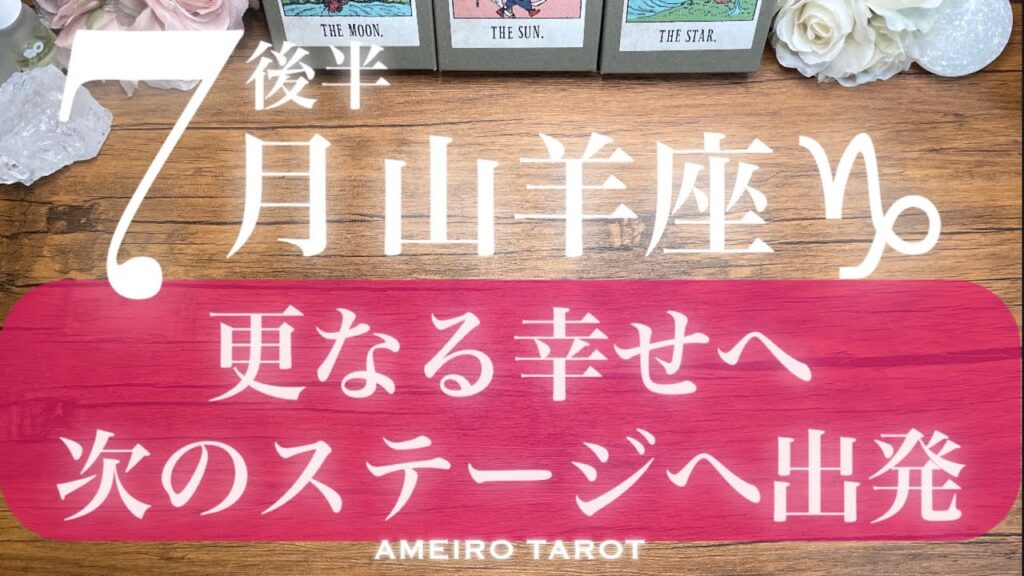 THE MOON.
THE SUN.
THE STAR.
7月後半
山羊座♑
更なる幸せへ
次のステージへ出発
AMEIRO TAROT